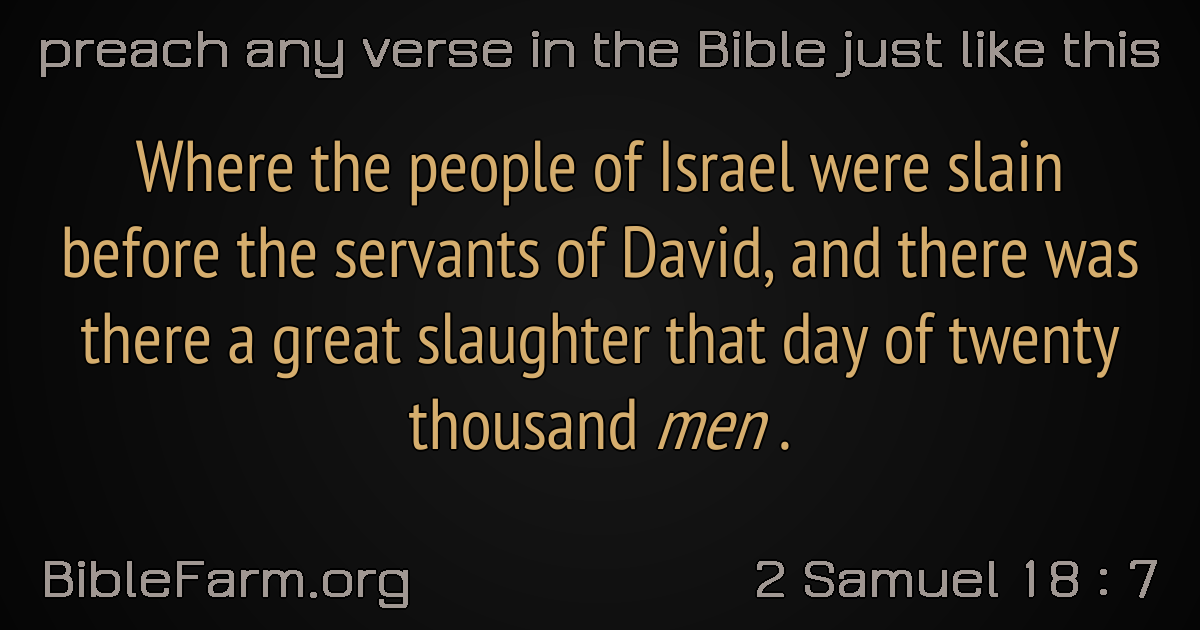 preach any verse in the Bible just like this
Where the people of Israel were slain
before the servants of David, and there was
there a great slaughter that day of twenty
thousand men .
BibleFarm.org
2 Samuel 18 : 7